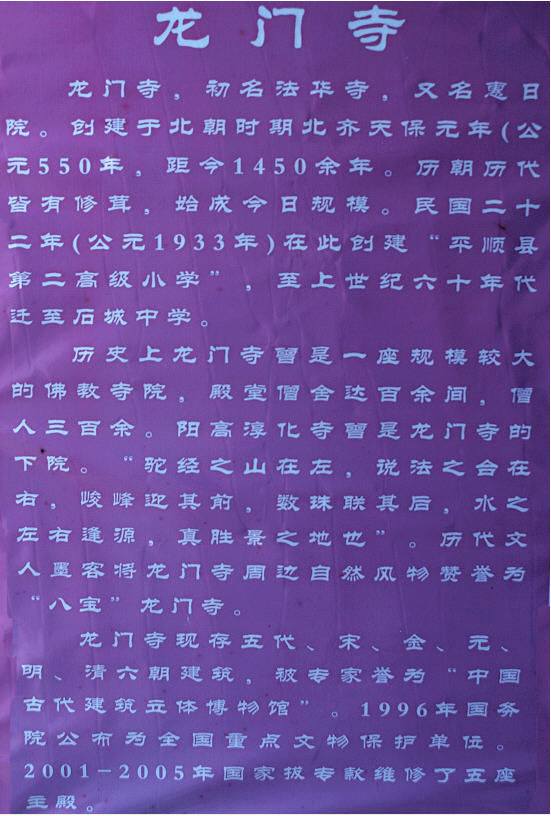 龙门寺
龙门寺，初名法华寺，又名惠日
院。创建于北朝时期北齐天保元年(公
元550年，距今1450余年。历朝历代
皆有修茸，始成今日规模。民国二十
二年(公元1933年)在此创建“平顺县
第二高级小学”，至上世纪六十年代
迁至石城中学。
历史上龙门寺曾是一座规模较大
的佛教寺院，殿堂僧舍达百余间，僧
人三百余。阳高淳化寺曾是龙门寺的
下院。“驼经之山在左，说法之台在
右，峻峰迎其前，数珠联其后，水之
左右逢源，真胜景之地也”。历代文
人墨客将龙门寺周边自然风物赞誉为
“八宝”龙门寺。
龙门寺现存五代、宋、金、元、
明、清六朝建筑，被专家誉为“中国
古代建筑立体博物馆”。1996年国务
院公布为全国重点文物保护单位。
2001-2005年国家拔专款维修了五座
主殿。